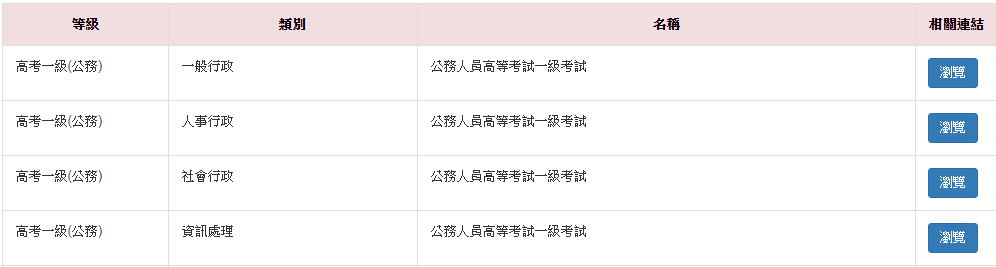 等級 類別 名稱 相關連結
高考一級(公務) 一般行政 公務人員高等考試一級考試 瀏覽
高考一級(公務) 人事行政 公務人員高等考試一級考試 瀏覽
高考一級(公務) 社會行政 公務人員高等考試一級考試 瀏覽
高考一級(公務) 資訊處理 公務人員高等考試一級考試 瀏覽